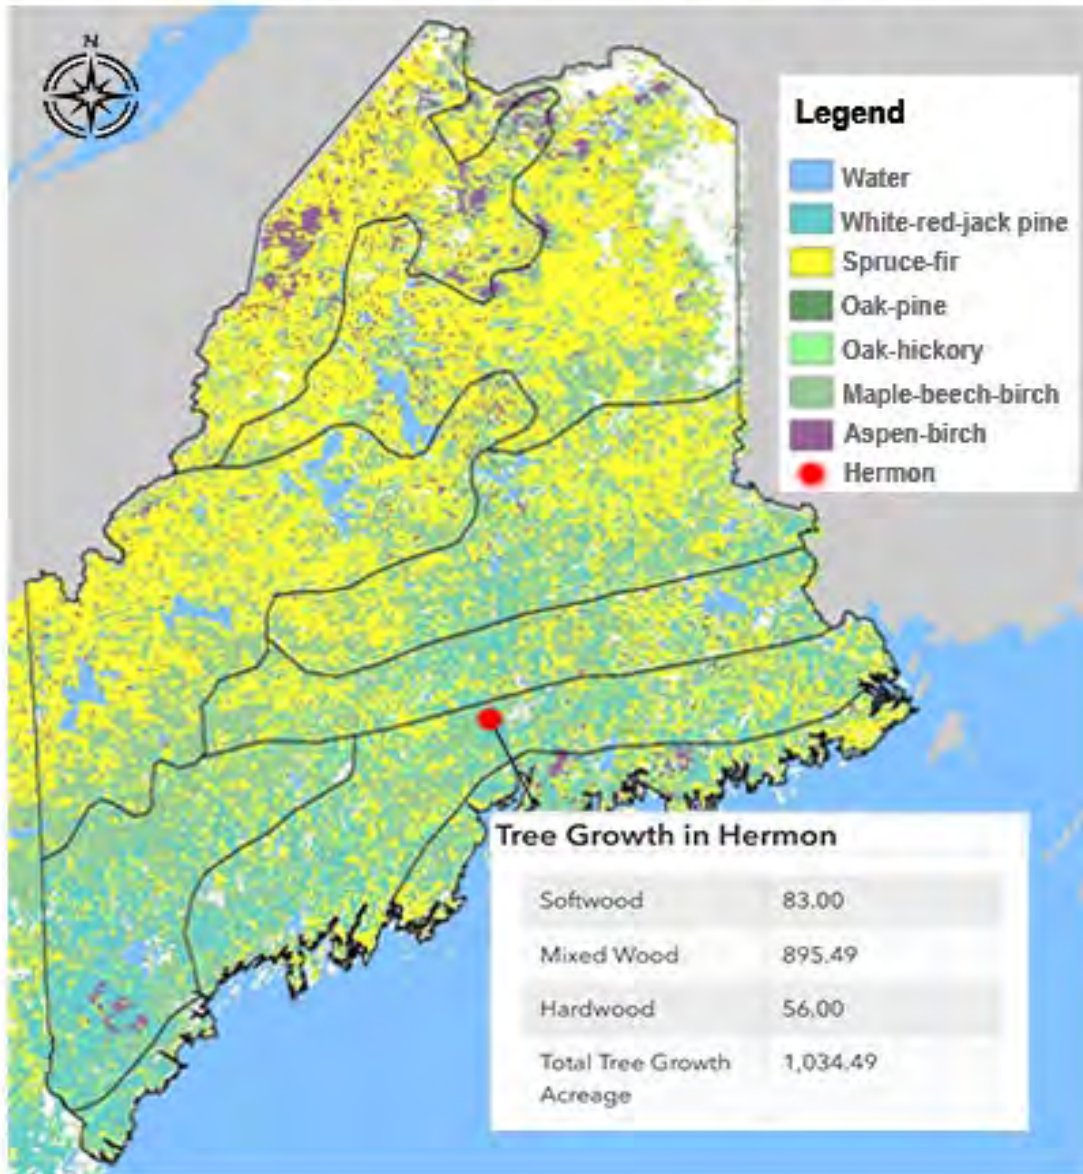 N
Legend
Water
White-red-jack pine
Spruce-fir
Oak-pine
Oak-hickory
Maple-beech-birch
Aspen-birch
Hermon
Tree Growth in Hermon
Softwood 83.00
Mixed Wood 895.49
Hardwood 56.00
Total Tree Growth 1,034.49
Acreage